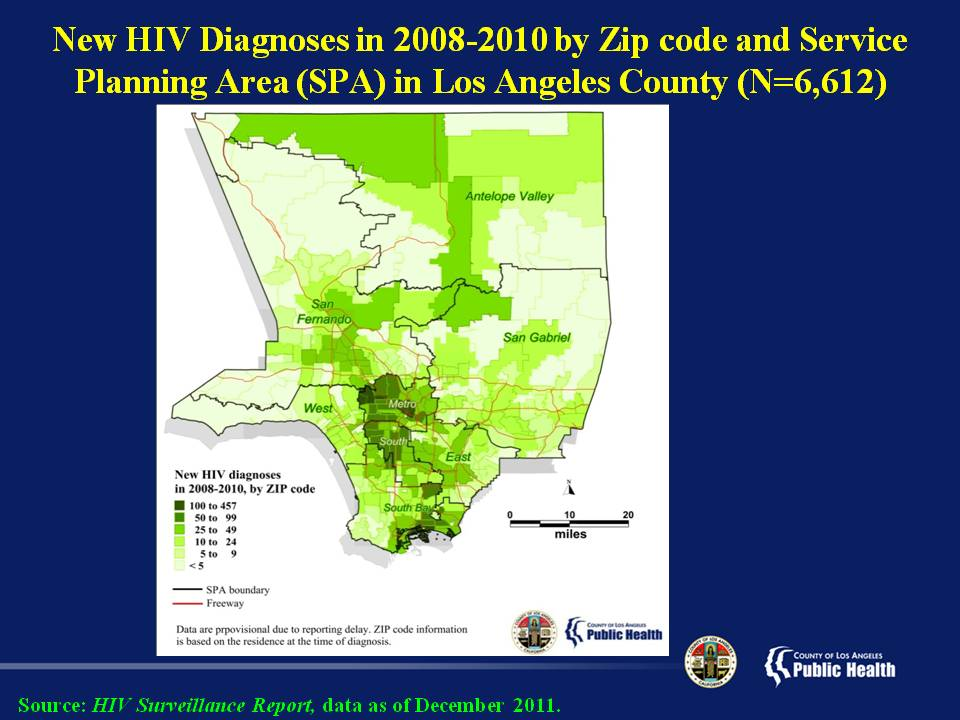 New HIV Diagnoses in 2008-2010 by Zip code and Service
Planning Area (SPA) in Los Angeles County (N=6,612)
Antelope Valley
San
Fernando
San Gabriel
West
Metro
South
East
South Bay
New HIV diagnoses
in 2008-2010, by ZIP code
100 to 457
50 to 99
25 to 49
10 to 24
5 to 9
< 5
SPA boundary
Freeway
N
0 10 20
miles
Data are prpovisional due to reporting delay. ZIP code information
is based on the residence at the time of diagnosis.
COUNTY OF LOS ANGELES
Public Health
COUNTY OF LOS ANGELES
Public Health
Source: HIV Surveillance Report, data as of December 2011.